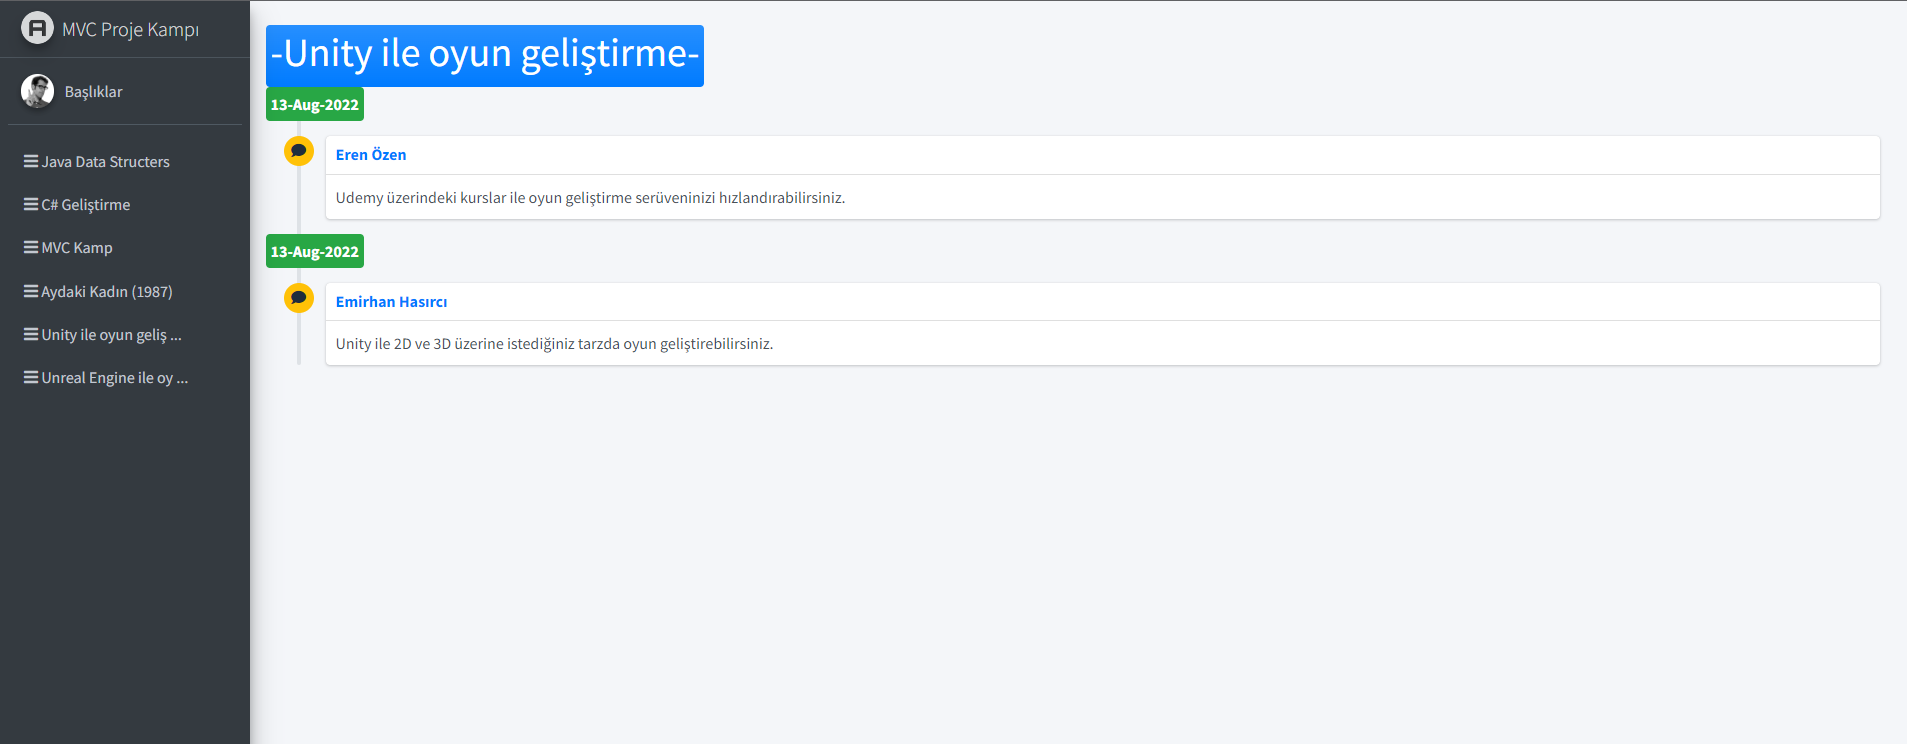 MVC Proje Kampı
Başlıklar
Java Data Structers
C# Geliştirme
MVC Kamp
Aydaki Kadın (1987)
Unity ile oyun geliş ...
Unreal Engine ile oy ...
-Unity ile oyun geliştirme-
13-Aug-2022
Eren Özen
Udemy üzerindeki kurslar ile oyun geliştirme serüveninizi hızlandırabilirsiniz.
13-Aug-2022
Emirhan Hasırcı
Unity ile 2D ve 3D üzerine istediğiniz tarzda oyun geliştirebilirsiniz.